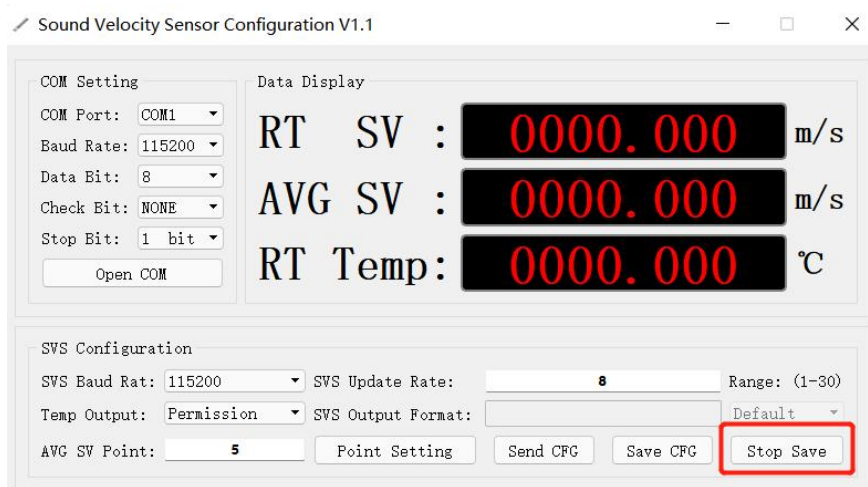 Sound Velocity Sensor Configuration V1.1
COM Setting
COM Port: COM1
Baud Rate: 115200
Data Bit: 8
Check Bit: NONE
Stop Bit: 1 bit
Open COM
Data Display
RT SV : 0000.000 m/s
AVG SV : 0000.000 m/s
RT Temp: 0000.000 ℃
SVS Configuration
SVS Baud Rat: 115200 SVS Update Rate: 8 Range: (1-30)
Temp Output: Permission SVS Output Format: Default
AVG SV Point: 5 Point Setting Send CFG Save CFG Stop Save